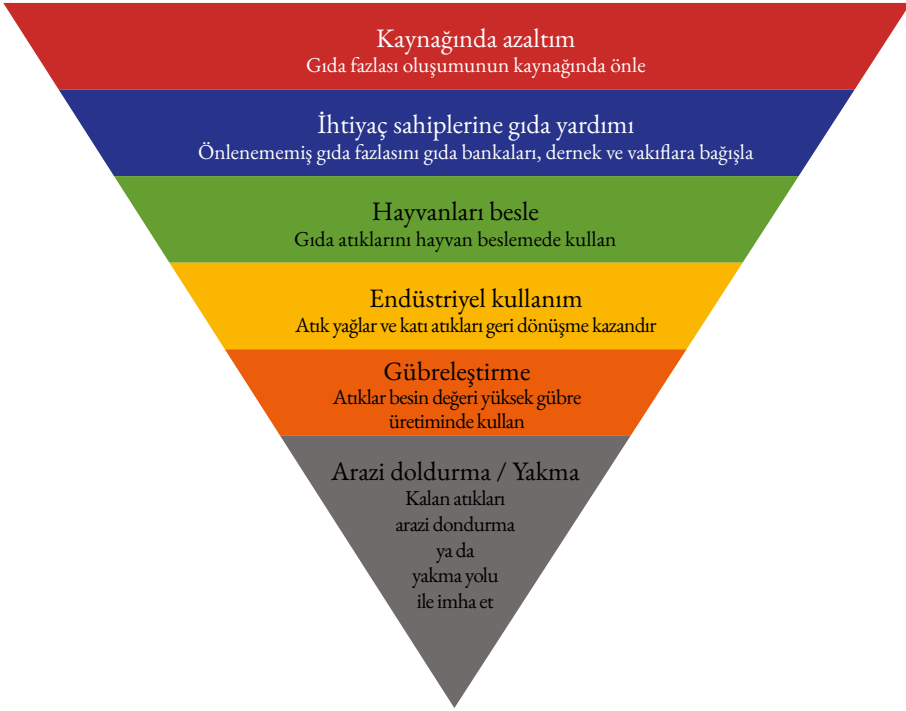 Kaynağında azaltım
Gıda fazlası oluşumunun kaynağında önle
İhtiyaç sahiplerine gıda yardımı
Önlenememiş gıda fazlasını gıda bankaları, dernek ve vakıflara bağışla
Hayvanları besle
Gıda atıklarını hayvan beslemede kullan
Endüstriyel kullanım
Atık yağlar ve katı atıkları geri dönüşme kazandır
Gübreleştirme
Atıklar besin değeri yüksek gübre
üretiminde kullan
Arazi doldurma / Yakma
Kalan atıkları
arazi dondurma
ya da
yakma yolu
ile imha et